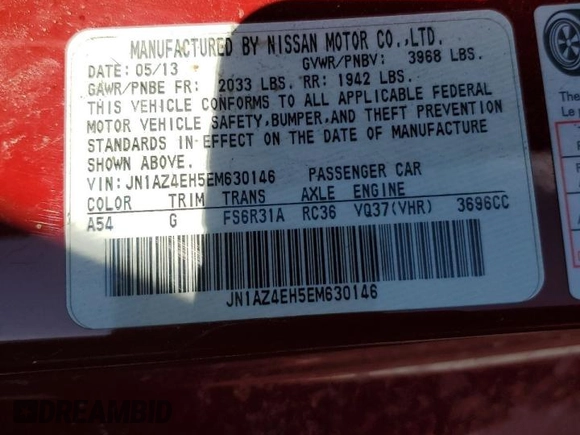 MANUFACTURED BY NISSAN MOTOR CO.,LTD.
DATE: 05/13 GVWR/PNBV: 3968 LBS.
GAWR/PNBE FR: 2033 LBS. RR: 1942 LBS.
THIS VEHICLE CONFORMS TO ALL APPLICABLE FEDERAL
MOTOR VEHICLE SAFETY,BUMPER,AND THEFT PREVENTION
STANDARDS IN-EFFECT ON THE DATE OF MANUFACTURE
SHOWN ABOVE.
VIN: JN1AZ4EH5EM630146 PASSENGER CAR
COLOR TRIM TRANS AXLE ENGINE
A54 G FS6R31A RC36 VQ37(VHR) 3696CC
JN1AZ4EH5EM630146
The
Le p
DREAMBID